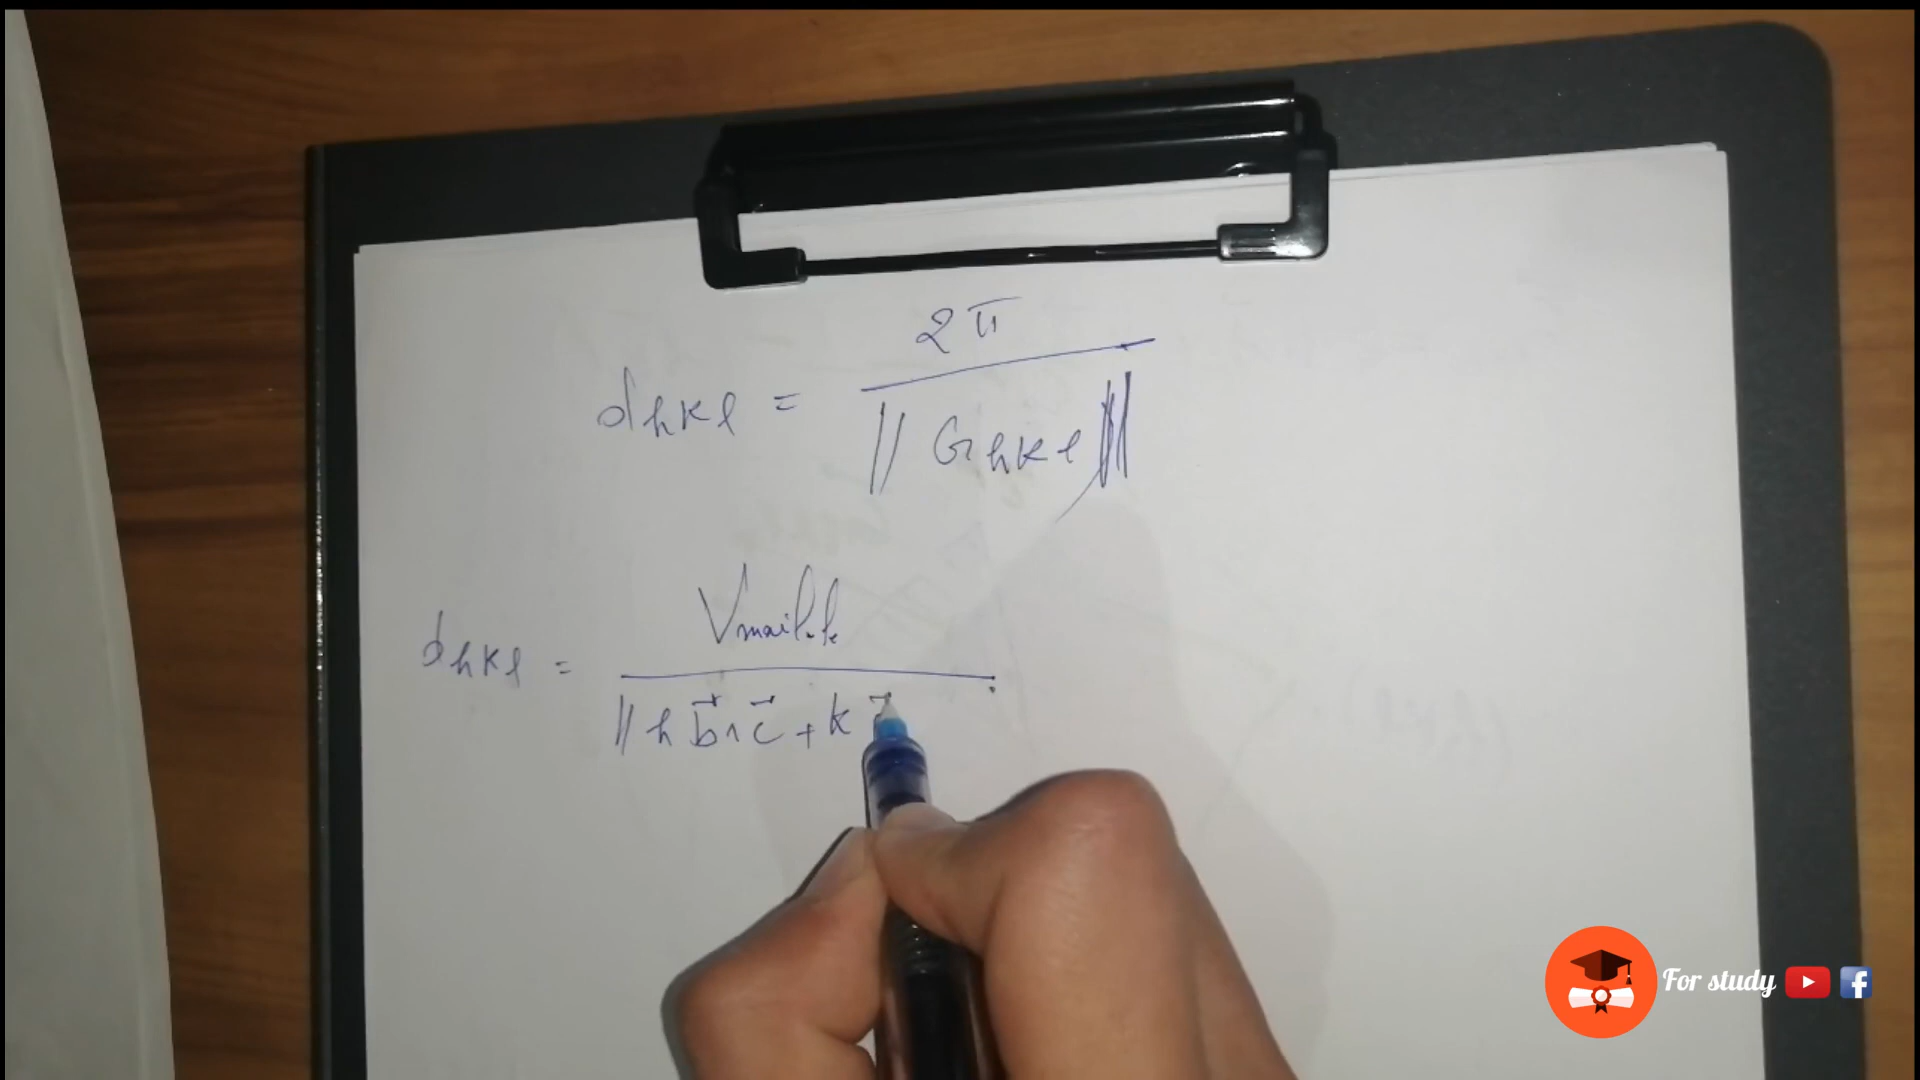 2π
d_hkl =
‖ G_hkl ‖
V_maille
d_hkl =
‖ h b⃗ ∧ c⃗ + k
For study